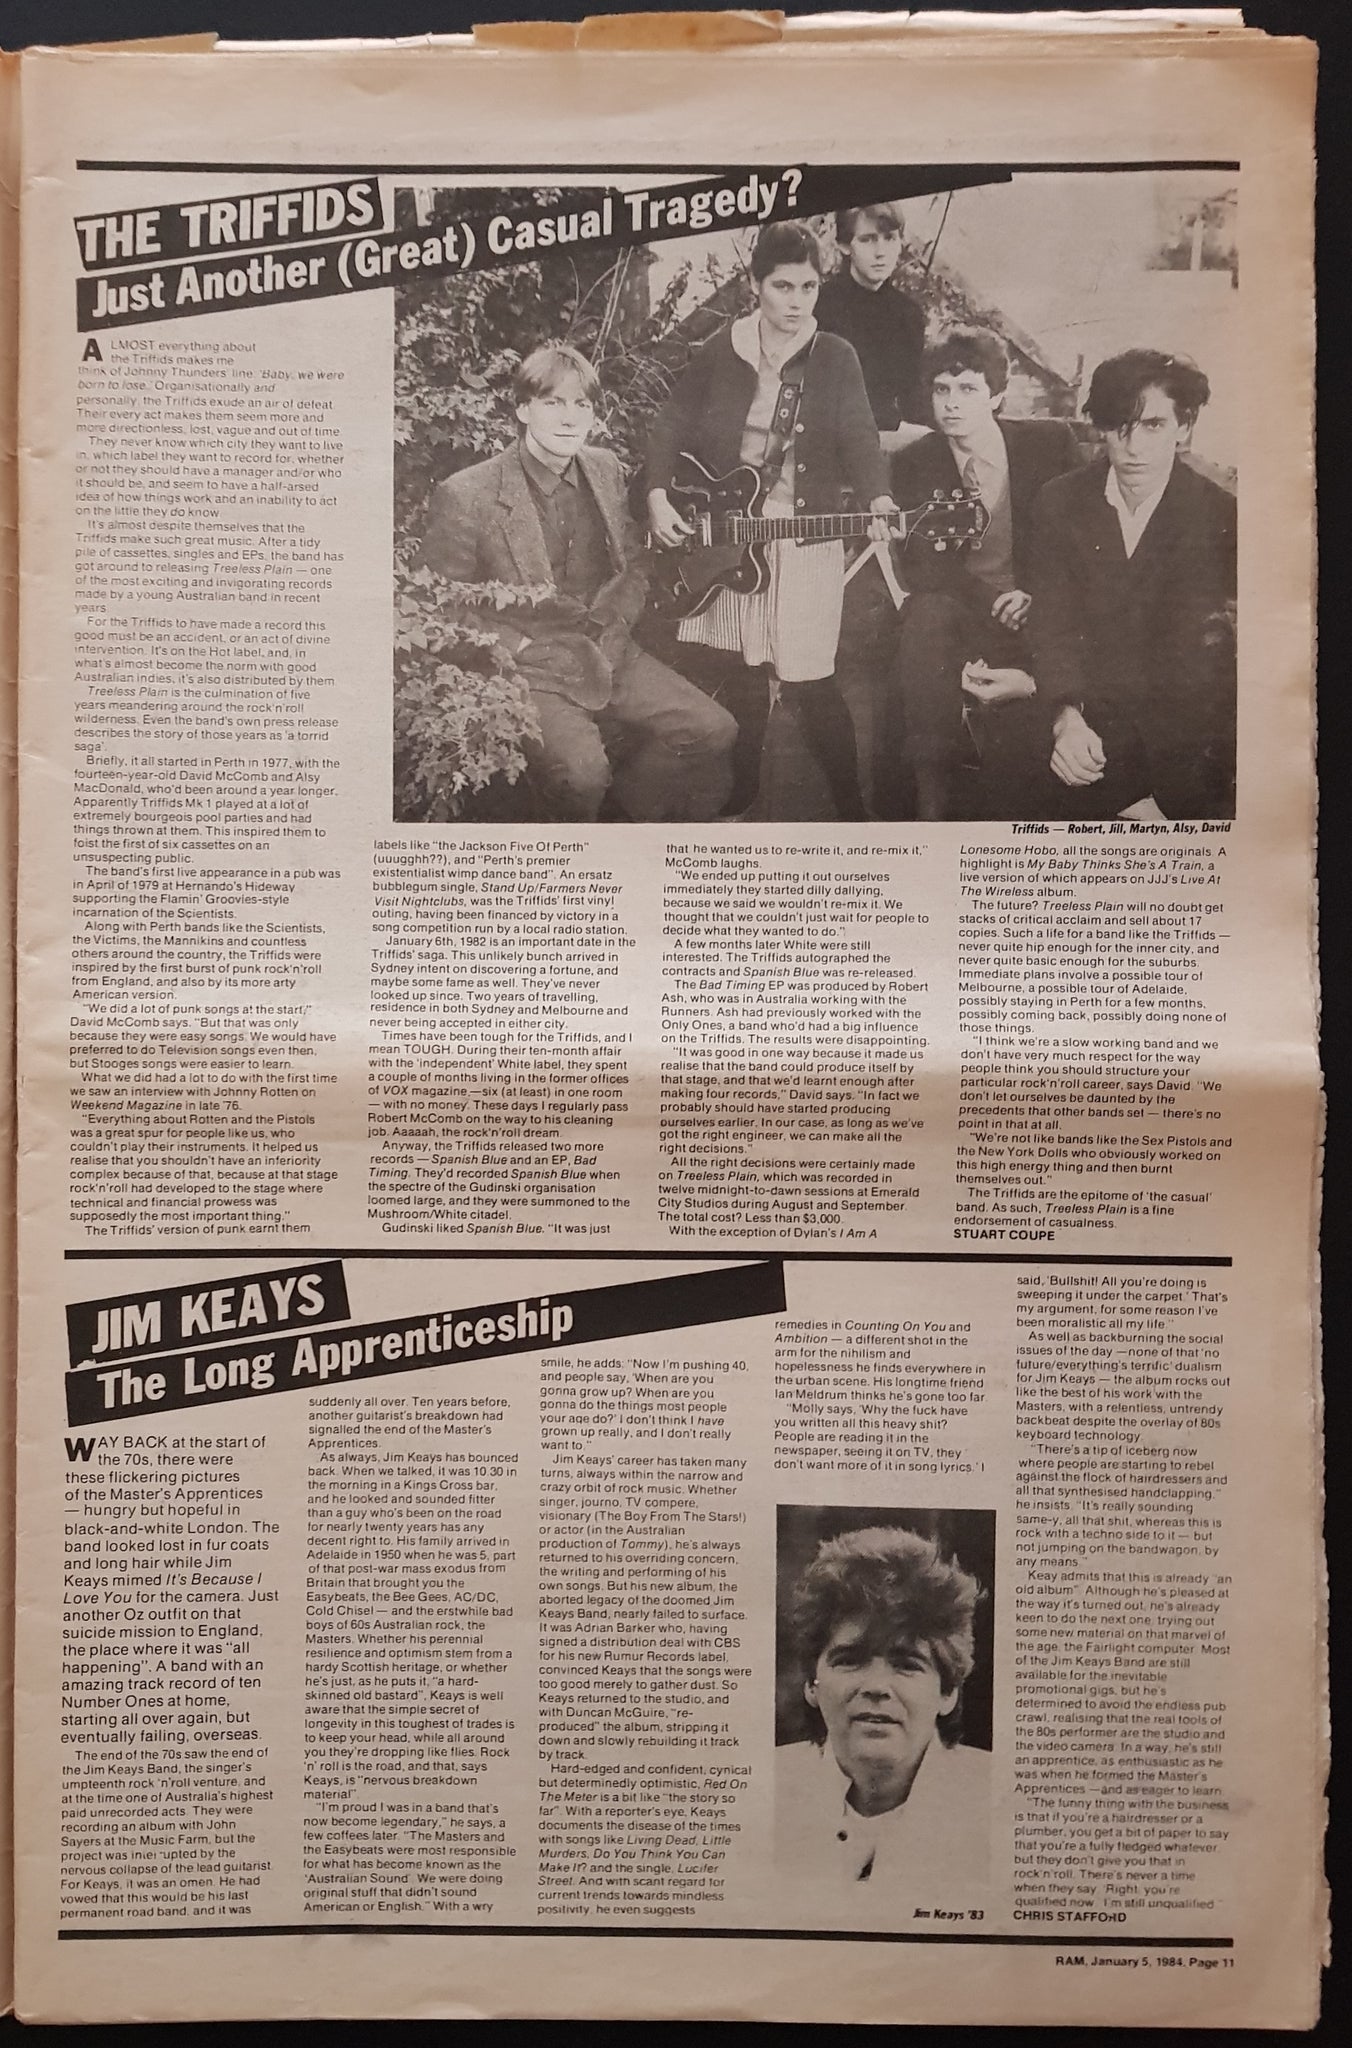 THE TRIFFIDS
Just Another (Great) Casual Tragedy?
ALMOST everything about
the Triffids makes me
think of Johnny Thunders' line 'Baby, we were
born to lose.' Organisationally and
personally, the Triffids exude an air of defeat.
Their every act makes them seem more and
more directionless, lost, vague and out of time.
They never know which city they want to live
in, which label they want to record for, whether
or not they should have a manager and/or who
it should be, and seem to have a half-arsed
idea of how things work and an inability to act
on the little they do know.
It's almost despite themselves that the
Triffids make such great music. After a tidy
pile of cassettes, singles and EPs, the band has
got around to releasing Treeless Plain — one
of the most exciting and invigorating records
made by a young Australian band in recent
years.
For the Triffids to have made a record this
good must be an accident, or an act of divine
intervention. It's on the Hot label, and, in
what's almost become the norm with good
Australian indies, it's also distributed by them.
Treeless Plain is the culmination of five
years meandering around the rock'n'roll
wilderness. Even the band's own press release
describes the story of those years as 'a torrid
saga'.
Briefly, it all started in Perth in 1977, with the
fourteen-year-old David McComb and Alsy
MacDonald, who'd been around a year longer.
Apparently Triffids Mk 1 played at a lot of
extremely bourgeois pool parties and had
things thrown at them. This inspired them to
foist the first of six cassettes on an
unsuspecting public.
The band's first live appearance in a pub was
in April of 1979 at Hernando's Hideway
supporting the Flamin' Groovies-style
incarnation of the Scientists.
Along with Perth bands like the Scientists,
the Victims, the Mannikins and countless
others around the country, the Triffids were
inspired by the first burst of punk rock'n'roll
from England, and also by its more arty
American version.
"We did a lot of punk songs at the start,"
David McComb says. "But that was only
because they were easy songs. We would have
preferred to do Television songs even then,
but Stooges songs were easier to learn.
What we did had a lot to do with the first time
we saw an interview with Johnny Rotten on
Weekend Magazine in late '76.
"Everything about Rotten and the Pistols
was a great spur for people like us, who
couldn't play their instruments. It helped us
realise that you shouldn't have an inferiority
complex because of that, because at that stage
rock'n'roll had developed to the stage where
technical and financial prowess was
supposedly the most important thing."
The Triffids' version of punk earnt them
labels like "the Jackson Five Of Perth"
(uuugghh??), and "Perth's premier
existentialist wimp dance band". An ersatz
bubblegum single, Stand Up/Farmers Never
Visit Nightclubs, was the Triffids' first vinyl
outing, having been financed by victory in a
song competition run by a local radio station.
January 6th, 1982 is an important date in the
Triffids' saga. This unlikely bunch arrived in
Sydney intent on discovering a fortune, and
maybe some fame as well. They've never
looked up since. Two years of travelling,
residence in both Sydney and Melbourne and
never being accepted in either city.
Times have been tough for the Triffids, and I
mean TOUGH. During their ten-month affair
with the 'independent' White label, they spent
a couple of months living in the former offices
of VOX magazine,—six (at least) in one room
— with no money. These days I regularly pass
Robert McComb on the way to his cleaning
job. Aaaaah, the rock'n'roll dream.
Anyway, the Triffids released two more
records — Spanish Blue and an EP, Bad
Timing. They'd recorded Spanish Blue when
the spectre of the Gudinski organisation
loomed large, and they were summoned to the
Mushroom/White citadel.
Gudinski liked Spanish Blue. "It was just
Triffids — Robert, Jill, Martyn, Alsy, David
that he wanted us to re-write it, and re-mix it,"
McComb laughs.
"We ended up putting it out ourselves
immediately they started dilly dallying,
because we said we wouldn't re-mix it. We
thought that we couldn't just wait for people to
decide what they wanted to do."
A few months later White were still
interested. The Triffids autographed the
contracts and Spanish Blue was re-released.
The Bad Timing EP was produced by Robert
Ash, who was in Australia working with the
Runners. Ash had previously worked with the
Only Ones, a band who'd had a big influence
on the Triffids. The results were disappointing.
"It was good in one way because it made us
realise that the band could produce itself by
that stage, and that we'd learnt enough after
making four records," David says. "In fact we
probably should have started producing
ourselves earlier. In our case, as long as we've
got the right engineer, we can make all the
right decisions."
All the right decisions were certainly made
on Treeless Plain, which was recorded in
twelve midnight-to-dawn sessions at Emerald
City Studios during August and September.
The total cost? Less than $3,000.
With the exception of Dylan's I Am A
Lonesome Hobo, all the songs are originals. A
highlight is My Baby Thinks She's A Train, a
live version of which appears on JJJ's Live At
The Wireless album.
The future? Treeless Plain will no doubt get
stacks of critical acclaim and sell about 17
copies. Such a life for a band like the Triffids —
never quite hip enough for the inner city, and
never quite basic enough for the suburbs.
Immediate plans involve a possible tour of
Melbourne, a possible tour of Adelaide,
possibly staying in Perth for a few months,
possibly coming back, possibly doing none of
those things.
"I think we're a slow working band and we
don't have very much respect for the way
people think you should structure your
particular rock'n'roll career, says David. "We
don't let ourselves be daunted by the
precedents that other bands set — there's no
point in that at all.
"We're not like bands like the Sex Pistols and
the New York Dolls who obviously worked on
this high energy thing and then burnt
themselves out."
The Triffids are the epitome of 'the casual'
band. As such, Treeless Plain is a fine
endorsement of casualness.
STUART COUPE
JIM KEAYS
The Long Apprenticeship
WAY BACK at the start of
the 70s, there were
these flickering pictures
of the Master's Apprentices
— hungry but hopeful in
black-and-white London. The
band looked lost in fur coats
and long hair while Jim
Keays mimed It's Because I
Love You for the camera. Just
another Oz outfit on that
suicide mission to England,
the place where it was "all
happening". A band with an
amazing track record of ten
Number Ones at home,
starting all over again, but
eventually failing, overseas.
The end of the 70s saw the end of
the Jim Keays Band, the singer's
umpteenth rock 'n'roll venture, and
at the time one of Australia's highest
paid unrecorded acts. They were
recording an album with John
Sayers at the Music Farm, but the
project was interrupted by the
nervous collapse of the lead guitarist.
For Keays, it was an omen. He had
vowed that this would be his last
permanent road band, and it was
suddenly all over. Ten years before,
another guitarist's breakdown had
signalled the end of the Master's
Apprentices.
As always, Jim Keays has bounced
back. When we talked, it was 10.30 in
the morning in a Kings Cross bar,
and he looked and sounded fitter
than a guy who's been on the road
for nearly twenty years has any
decent right to. His family arrived in
Adelaide in 1950 when he was 5, part
of that post-war mass exodus from
Britain that brought you the
Easybeats, the Bee Gees, AC/DC,
Cold Chisel — and the erstwhile bad
boys of 60s Australian rock, the
Masters. Whether his perennial
resilience and optimism stem from a
hardy Scottish heritage, or whether
he's just, as he puts it, "a hard-
skinned old bastard", Keays is well
aware that the simple secret of
longevity in this toughest of trades is
to keep your head, while all around
you they're dropping like flies. Rock
'n' roll is the road, and that, says
Keays, is "nervous breakdown
material".
"I'm proud I was in a band that's
now become legendary," he says, a
few coffees later. "The Masters and
the Easybeats were most responsible
for what has become known as the
'Australian Sound'. We were doing
original stuff that didn't sound
American or English." With a wry
smile, he adds: "Now I'm pushing 40,
and people say, 'When are you
gonna grow up? When are you
gonna do the things most people
your age do?' I don't think I have
grown up really, and I don't really
want to."
Jim Keays' career has taken many
turns, always within the narrow and
crazy orbit of rock music. Whether
singer, journo, TV compere,
visionary (The Boy From The Stars!)
or actor (in the Australian
production of Tommy), he's always
returned to his overriding concern,
the writing and performing of his
own songs. But his new album, the
aborted legacy of the doomed Jim
Keays Band, nearly failed to surface.
It was Adrian Barker who, having
signed a distribution deal with CBS
for his new Rumur Records label,
convinced Keays that the songs were
too good merely to gather dust. So
Keays returned to the studio, and
with Duncan McGuire, "re-
produced" the album, stripping it
down and slowly rebuilding it track
by track.
Hard-edged and confident, cynical
but determinedly optimistic, Red On
The Meter is a bit like "the story so
far". With a reporter's eye, Keays
documents the disease of the times
with songs like Living Dead, Little
Murders, Do You Think You Can
Make It? and the single, Lucifer
Street. And with scant regard for
current trends towards mindless
positivity, he even suggests
remedies in Counting On You and
Ambition — a different shot in the
arm for the nihilism and
hopelessness he finds everywhere in
the urban scene. His longtime friend
Ian Meldrum thinks he's gone too far.
"Molly says, 'Why the fuck have
you written all this heavy shit?
People are reading it in the
newspaper, seeing it on TV, they
don't want more of it in song lyrics.' I
Jim Keays '83
said, 'Bullshit! All you're doing is
sweeping it under the carpet.' That's
my argument, for some reason I've
been moralistic all my life."
As well as backburning the social
issues of the day —none of that 'no
future/everything's terrific' dualism
for Jim Keays — the album rocks out
like the best of his work with the
Masters, with a relentless, untrendy
backbeat despite the overlay of 80s
keyboard technology.
"There's a tip of iceberg now
where people are starting to rebel
against the flock of hairdressers and
all that synthesised handclapping,"
he insists. "It's really sounding
same-y, all that shit, whereas this is
rock with a techno side to it — but
not jumping on the bandwagon, by
any means."
Keay admits that this is already "an
old album". Although he's pleased at
the way it's turned out, he's already
keen to do the next one, trying out
some new material on that marvel of
the age, the Fairlight computer. Most
of the Jim Keays Band are still
available for the inevitable
promotional gigs, but he's
determined to avoid the endless pub
crawl, realising that the real tools of
the 80s performer are the studio and
the video camera. In a way, he's still
an apprentice, as enthusiastic as he
was when he formed the Master's
Apprentices —and as eager to learn.
"The funny thing with the business
is that if you're a hairdresser or a
plumber, you get a bit of paper to say
that you're a fully fledged whatever,
but they don't give you that in
rock'n'roll. There's never a time
when they say 'Right, you're
qualified now'. I'm still unqualified."
CHRIS STAFFORD
RAM, January 5, 1984. Page 11